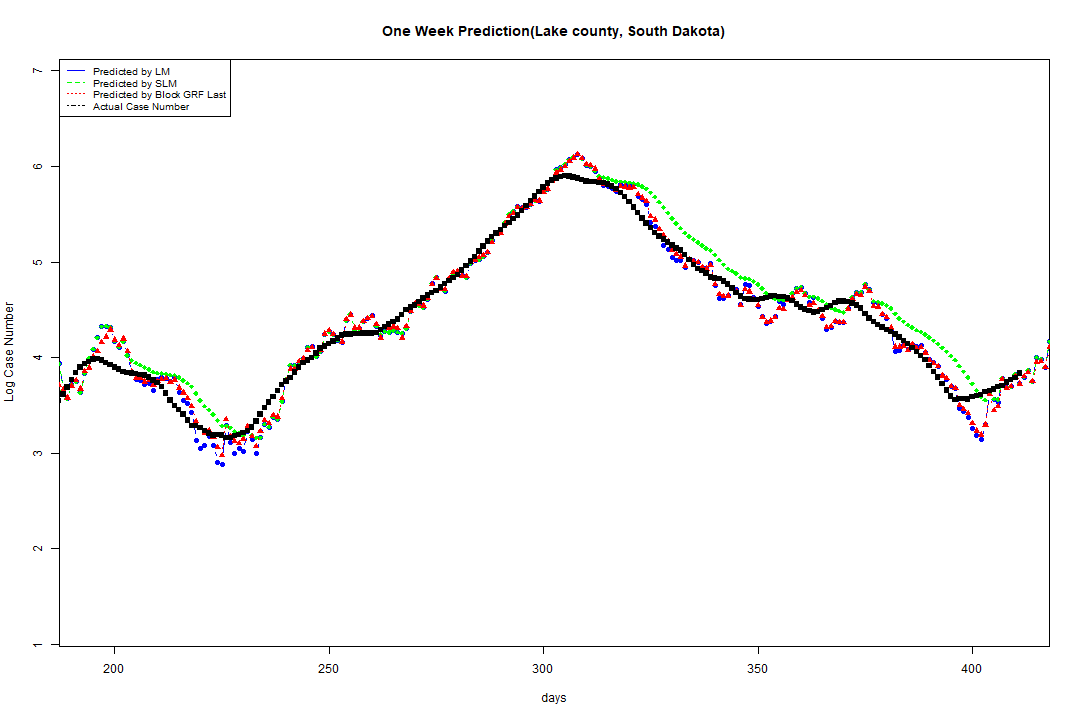 One Week Prediction(Lake county, South Dakota)
Predicted by LM
Predicted by SLM
Predicted by Block GRF Last
Actual Case Number
7
6
5
4
3
2
1
Log Case Number
200 250 300 350 400
days